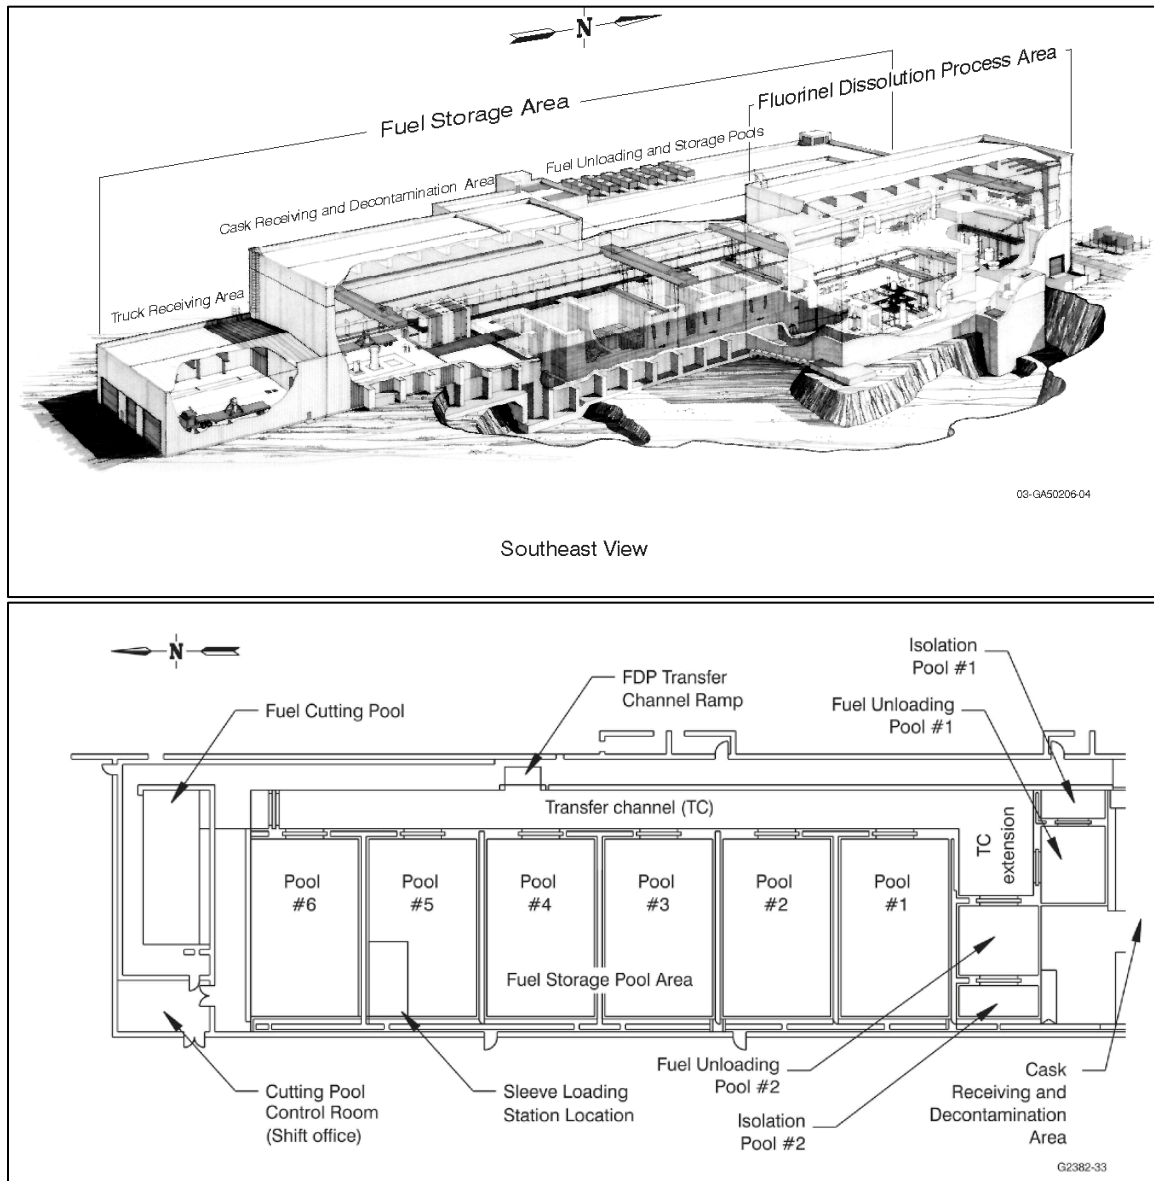 N
Fuel Storage Area
Fluorinel Dissolution Process Area
Fuel Unloading and Storage Pools
Cask Receiving and Decontamination Area
Truck Receiving Area
03-GA50206-04
Southeast View
N
Isolation
Pool #1
FDP Transfer
Channel Ramp
Fuel Unloading
Pool #1
Fuel Cutting Pool
Transfer channel (TC)
TC
extension
Pool
#6
Pool
#5
Pool
#4
Pool
#3
Pool
#2
Pool
#1
Fuel Storage Pool Area
Fuel Unloading
Pool #2
Cask
Receiving and
Decontamination
Area
Cutting Pool
Control Room
(Shift office)
Sleeve Loading
Station Location
Isolation
Pool #2
G2382-33